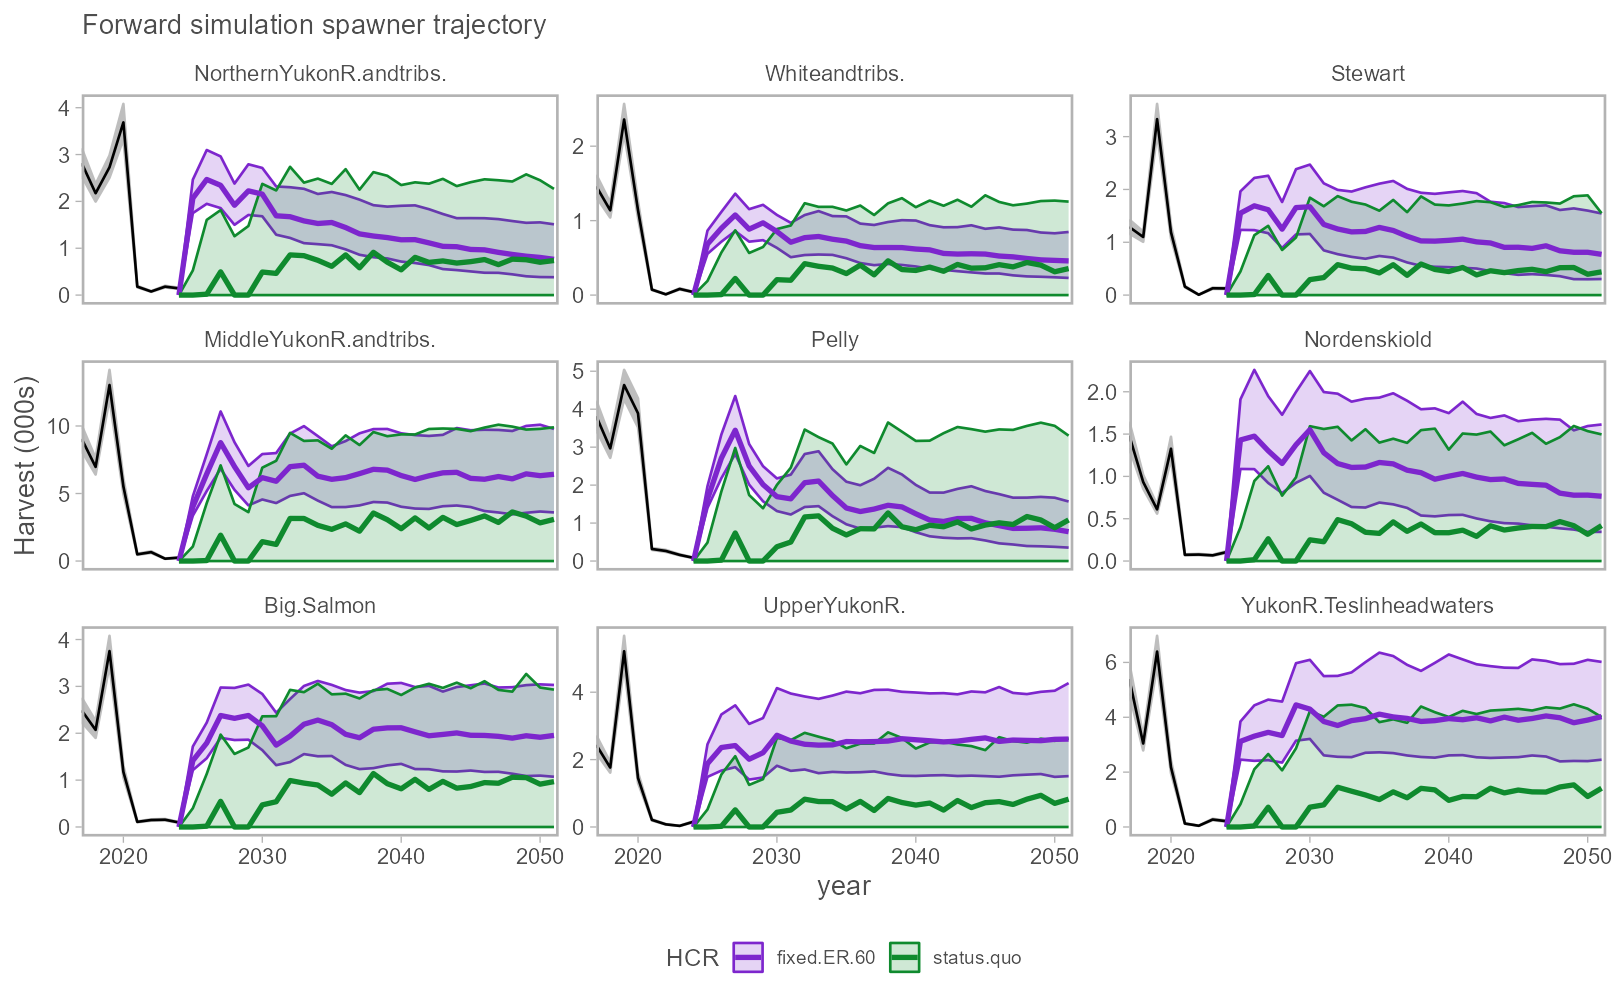 Forward simulation spawner trajectory
NorthernYukonR.andtribs.
Whiteandtribs.
Stewart
4
3
2
1
0
2
1
0
3
2
1
0
MiddleYukonR.andtribs.
Pelly
Nordenskiold
10
5
0
5
4
3
2
1
0
2.0
1.5
1.0
0.5
0.0
Harvest (000s)
Big.Salmon
UpperYukonR.
YukonR.Teslinheadwaters
4
3
2
1
0
4
2
0
6
4
2
0
2020 2030 2040 2050
2020 2030 2040 2050
2020 2030 2040 2050
year
HCR fixed.ER.60 status.quo